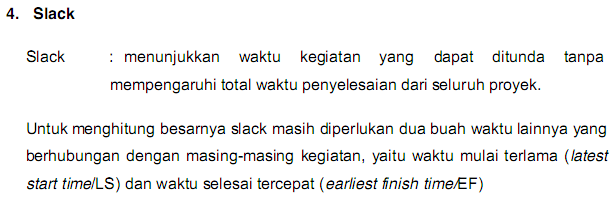 4. Slack
Slack : menunjukkan waktu kegiatan yang dapat ditunda tanpa
mempengaruhi total waktu penyelesaian dari seluruh proyek.
Untuk menghitung besarnya slack masih diperlukan dua buah waktu lainnya yang
berhubungan dengan masing-masing kegiatan, yaitu waktu mulai terlama (latest
start time/LS) dan waktu selesai tercepat (earliest finish time/EF)